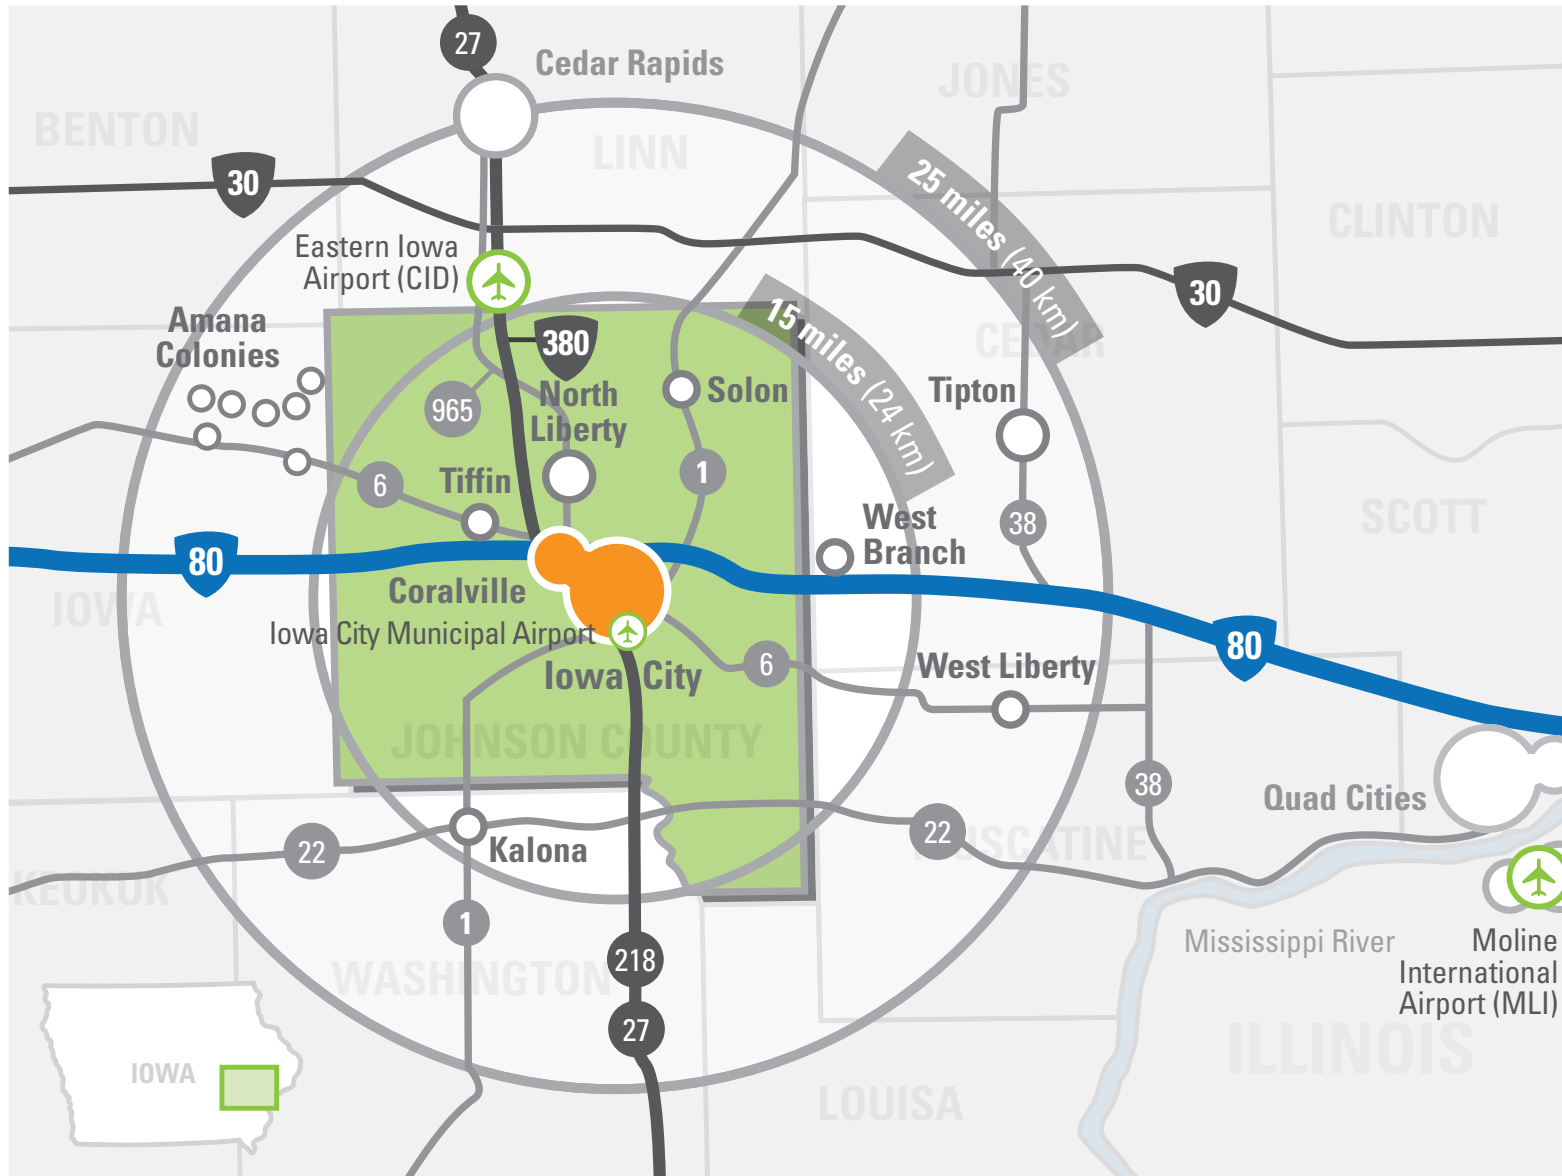 27
Cedar Rapids
JONES
BENTON
LINN
25 miles (40 km)
30
CLINTON
Eastern Iowa
Airport (CID)
30
15 miles (24 km)
Amana
Colonies
380
CEDAR
North
Liberty
965
Solon
Tipton
1
6
Tiffin
SCOTT
38
West
Branch
80
IOWA
Coralville
Iowa City Municipal Airport
Iowa City
6
West Liberty
80
JOHNSON COUNTY
38
Quad Cities
22
MUSCATINE
22
Kalona
KEOKUK
1
Mississippi River
Moline
International
Airport (MLI)
218
WASHINGTON
27
ILLINOIS
IOWA
LOUISA